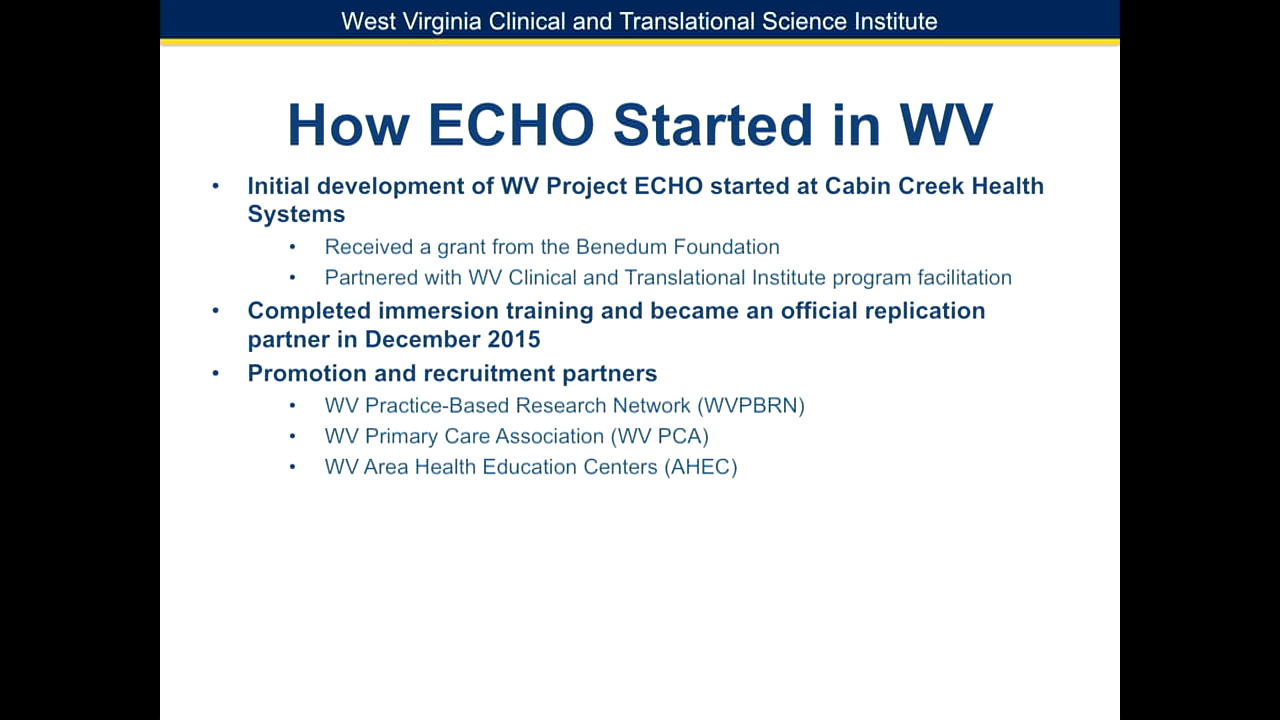 West Virginia Clinical and Translational Science Institute
How ECHO Started in WV
• Initial development of WV Project ECHO started at Cabin Creek Health
Systems
• Received a grant from the Benedum Foundation
• Partnered with WV Clinical and Translational Institute program facilitation
• Completed immersion training and became an official replication
partner in December 2015
• Promotion and recruitment partners
• WV Practice-Based Research Network (WVPBRN)
• WV Primary Care Association (WV PCA)
• WV Area Health Education Centers (AHEC)